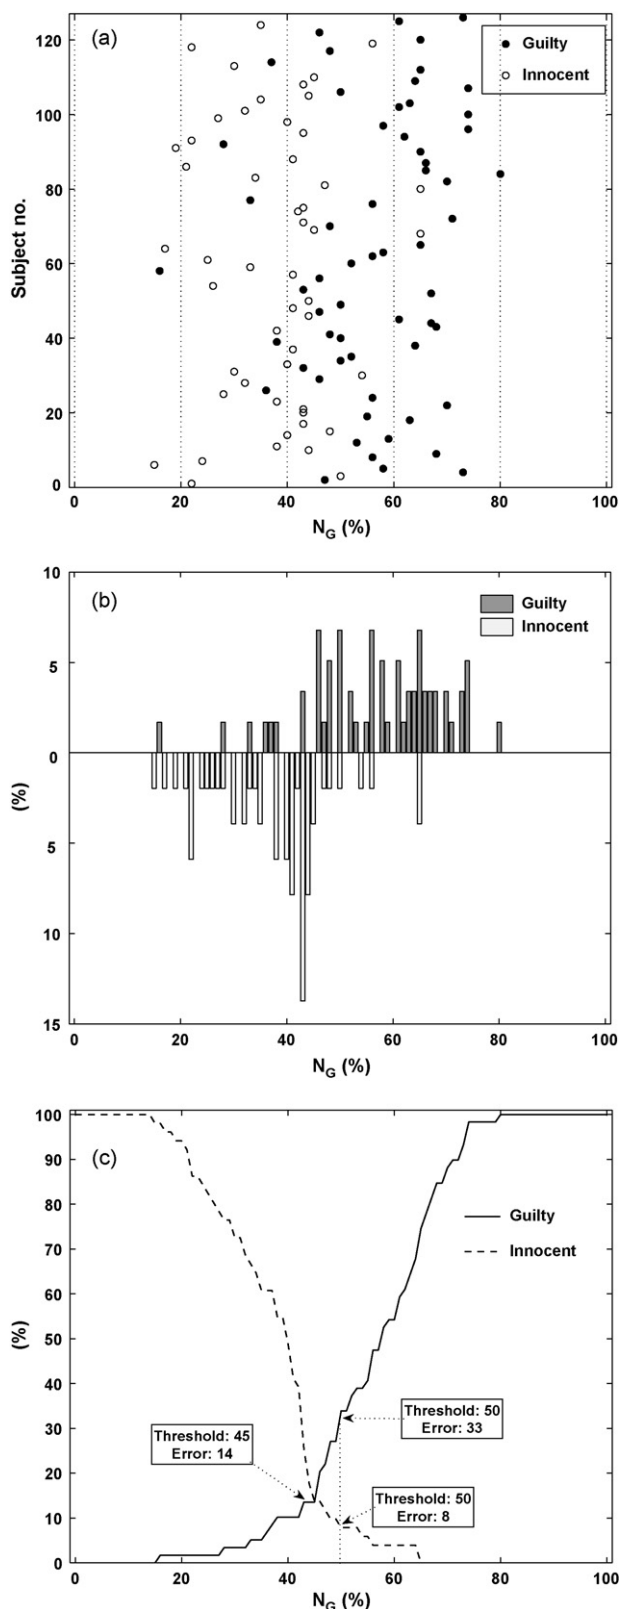 (a)
Guilty
Innocent
120
100
80
60
40
20
0
Subject no.
0 20 40 60 80 100
N_G (%)
(b)
Guilty
Innocent
10
5
0
5
10
15
(%)
0 20 40 60 80 100
N_G (%)
(c)
Guilty
Innocent
100
90
80
70
60
50
40
30
20
10
0
(%)
Threshold: 50
Error: 33
Threshold: 45
Error: 14
Threshold: 50
Error: 8
0 20 40 60 80 100
N_G (%)